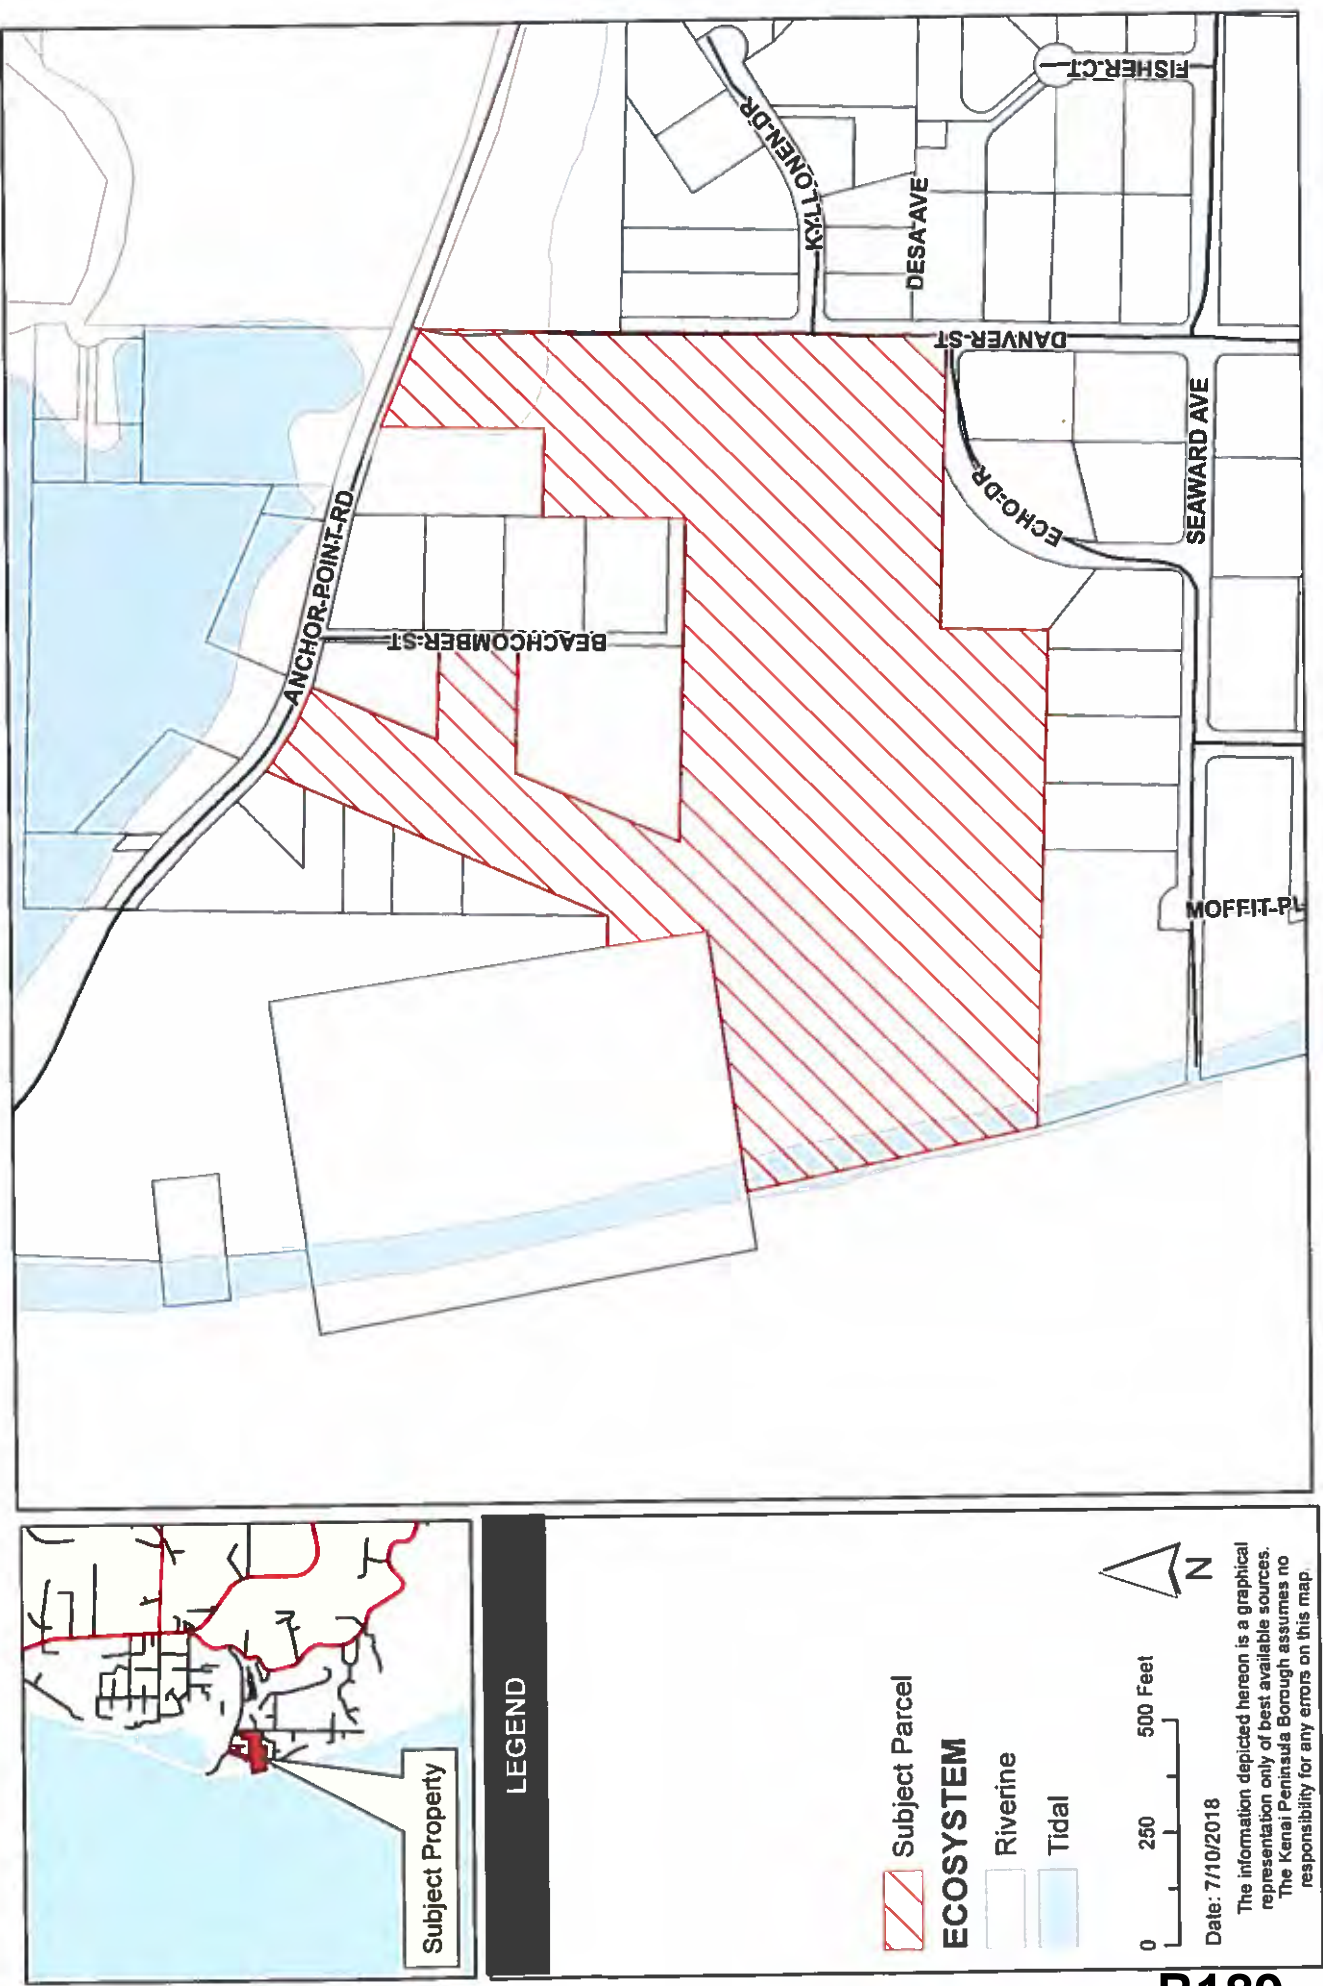 ANCHOR-POINT-RD
BEACHCOMBER-ST
KYLLONEN-DR
DESA-AVE
FISHER-CT
DANVER-ST
ECHO-DR
SEAWARD AVE
MOFFIT-PL
Subject Property
LEGEND
Subject Parcel
ECOSYSTEM
Riverine
Tidal
0 250 500 Feet
N
Date: 7/10/2018
The information depicted hereon is a graphical
representation only of best available sources.
The Kenai Peninsula Borough assumes no
responsibility for any errors on this map.